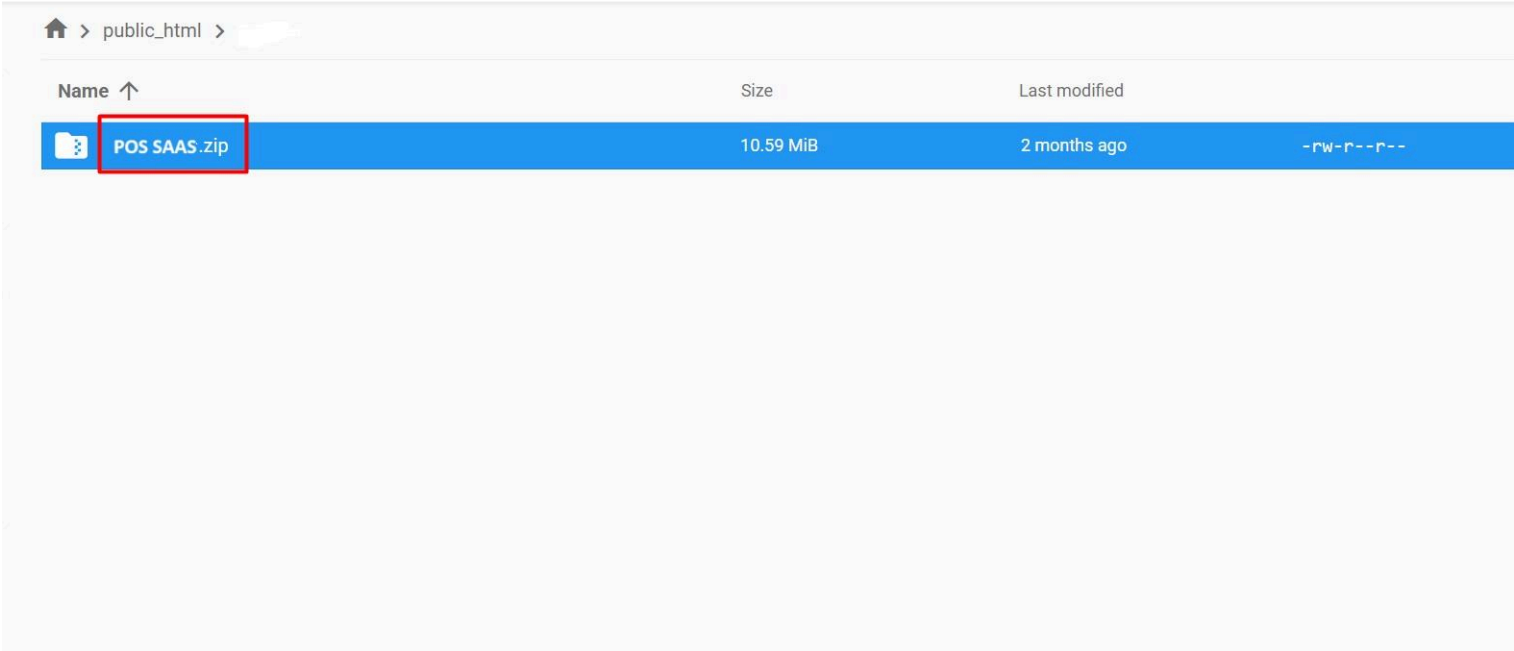 public_html
Name Size Last modified
POS SAAS.zip 10.59 MiB 2 months ago -rw-r--r--